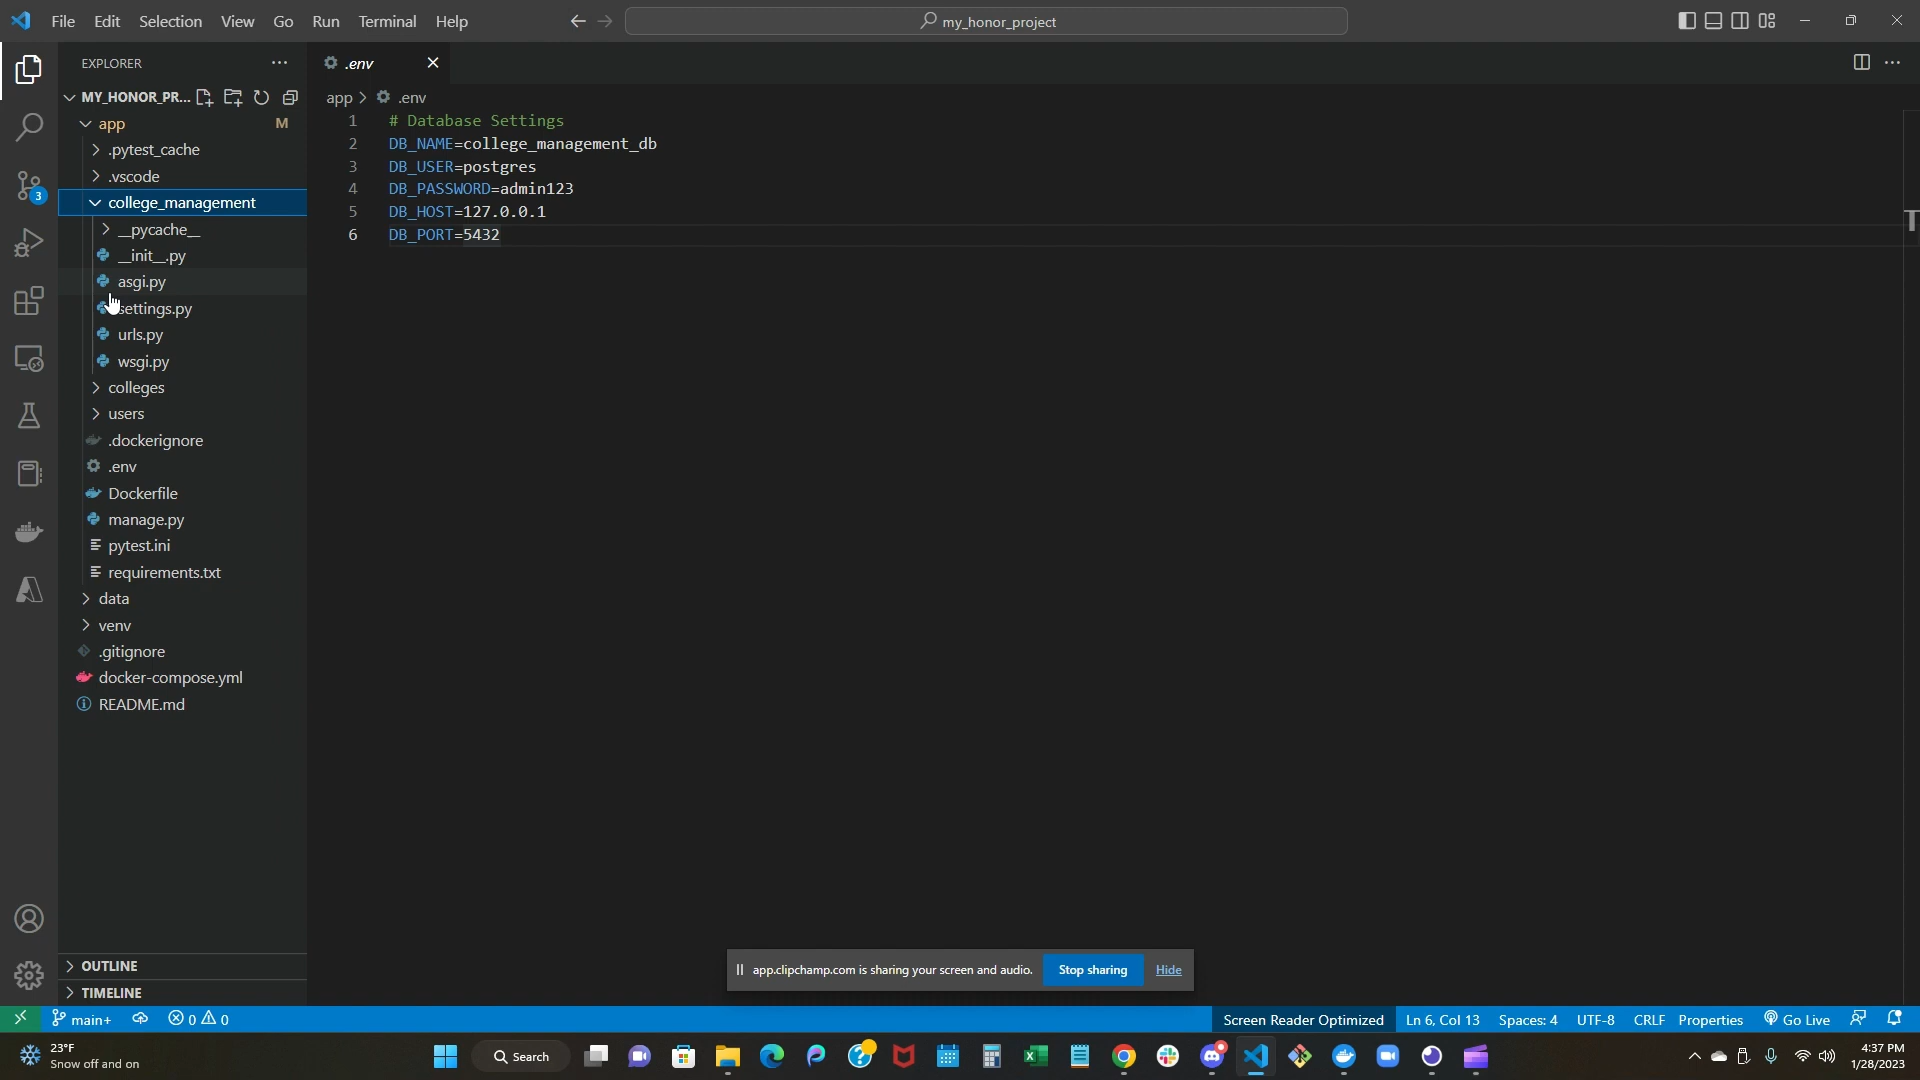 File Edit Selection View Go Run Terminal Help
my_honor_project
EXPLORER
.env
MY_HONOR_PR...
app > .env
app M
.pytest_cache
.vscode
college_management
__pycache__
__init__.py
asgi.py
settings.py
urls.py
wsgi.py
colleges
users
.dockerignore
.env
Dockerfile
manage.py
pytest.ini
requirements.txt
data
venv
.gitignore
docker-compose.yml
README.md
OUTLINE
TIMELINE
3
1 # Database Settings
2 DB_NAME=college_management_db
3 DB_USER=postgres
4 DB_PASSWORD=admin123
5 DB_HOST=127.0.0.1
6 DB_PORT=5432
app.clipchamp.com is sharing your screen and audio. Stop sharing Hide
main+ 0 0 Screen Reader Optimized Ln 6, Col 13 Spaces: 4 UTF-8 CRLF Properties Go Live
23°F
Snow off and on
Search
4:37 PM
1/28/2023